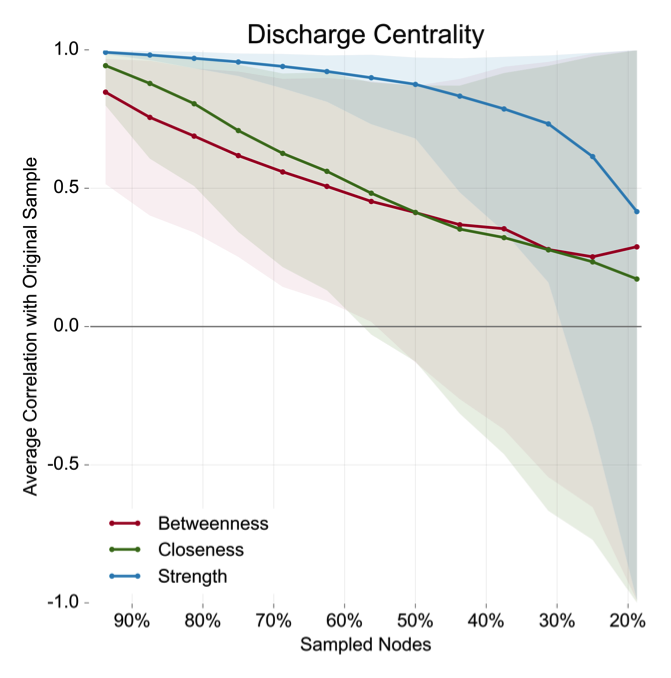 Discharge Centrality
Average Correlation with Original Sample
1.0
0.5
0.0
-0.5
-1.0
Betweenness
Closeness
Strength
90% 80% 70% 60% 50% 40% 30% 20%
Sampled Nodes